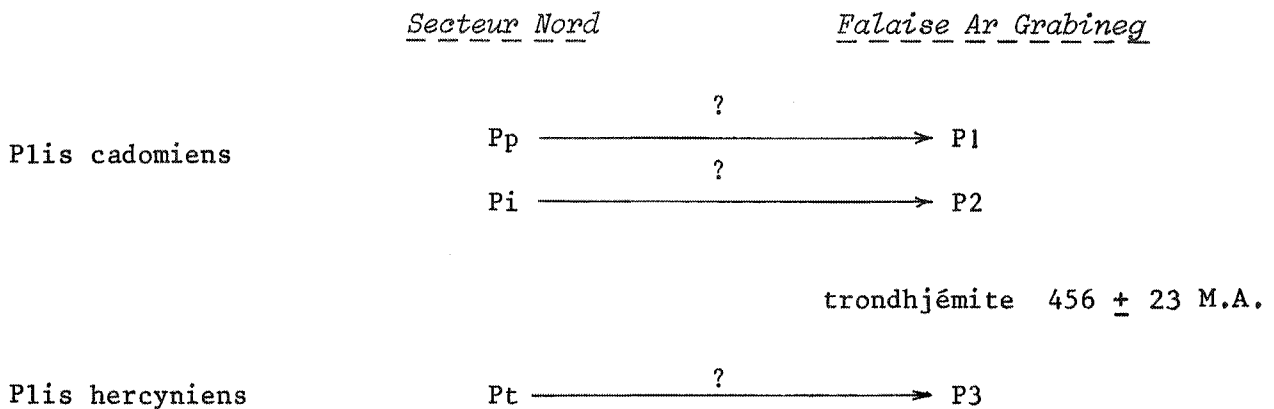 Secteur Nord Falaise Ar Grabineg
?
Plis cadomiens Pp P1
?
Pi P2
trondhjémite 456 ± 23 M.A.
?
Plis hercyniens Pt P3